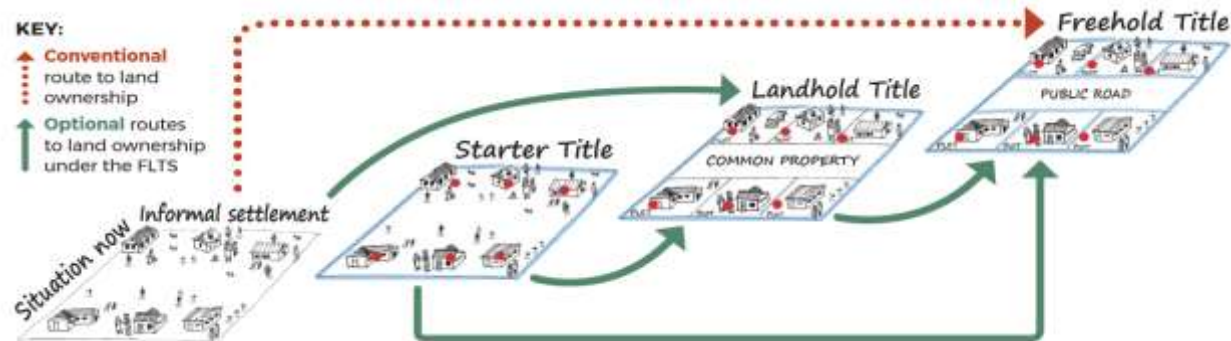 KEY:
Conventional
route to land
ownership
Optional routes
to land ownership
under the FLTS
Situation now
Informal settlement
Starter Title
Landhold Title
COMMON PROPERTY
Freehold Title
PUBLIC ROAD